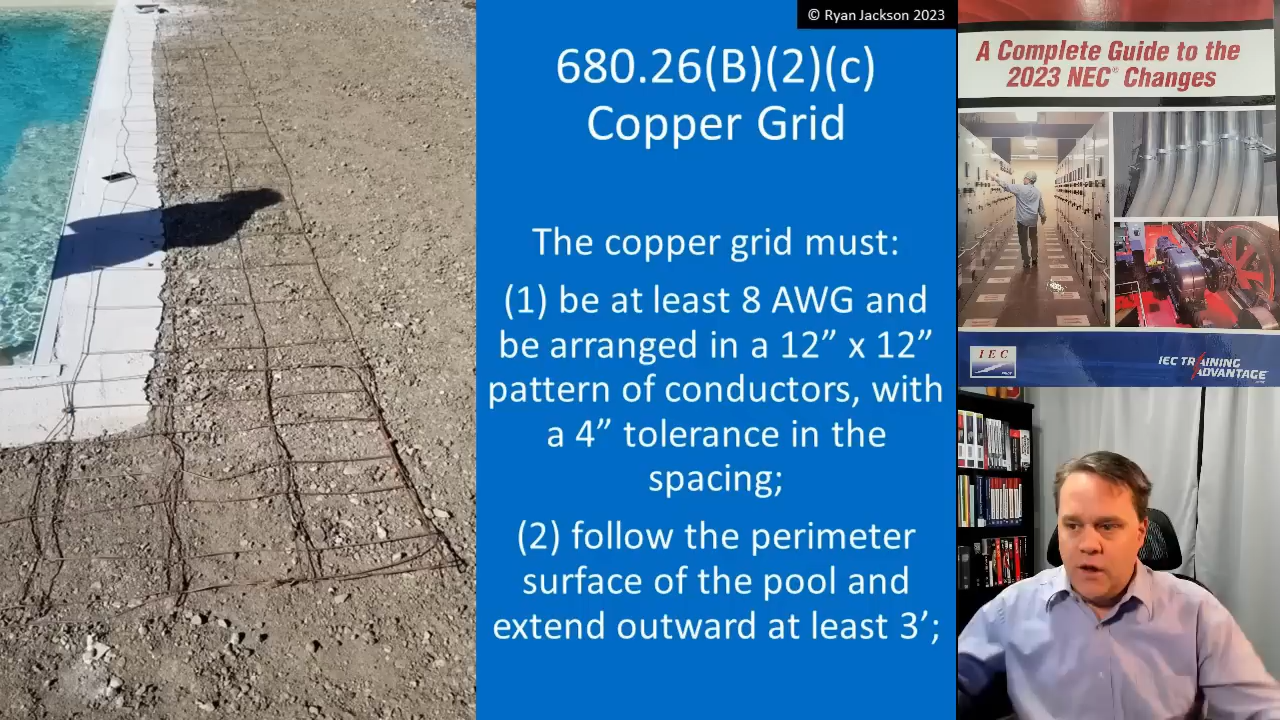 © Ryan Jackson 2023
680.26(B)(2)(c)
Copper Grid
The copper grid must:
(1) be at least 8 AWG and
be arranged in a 12” x 12”
pattern of conductors, with
a 4” tolerance in the
spacing;
(2) follow the perimeter
surface of the pool and
extend outward at least 3’;
A Complete Guide to the
2023 NEC® Changes
IEC
IEC TRAINING
ADVANTAGE